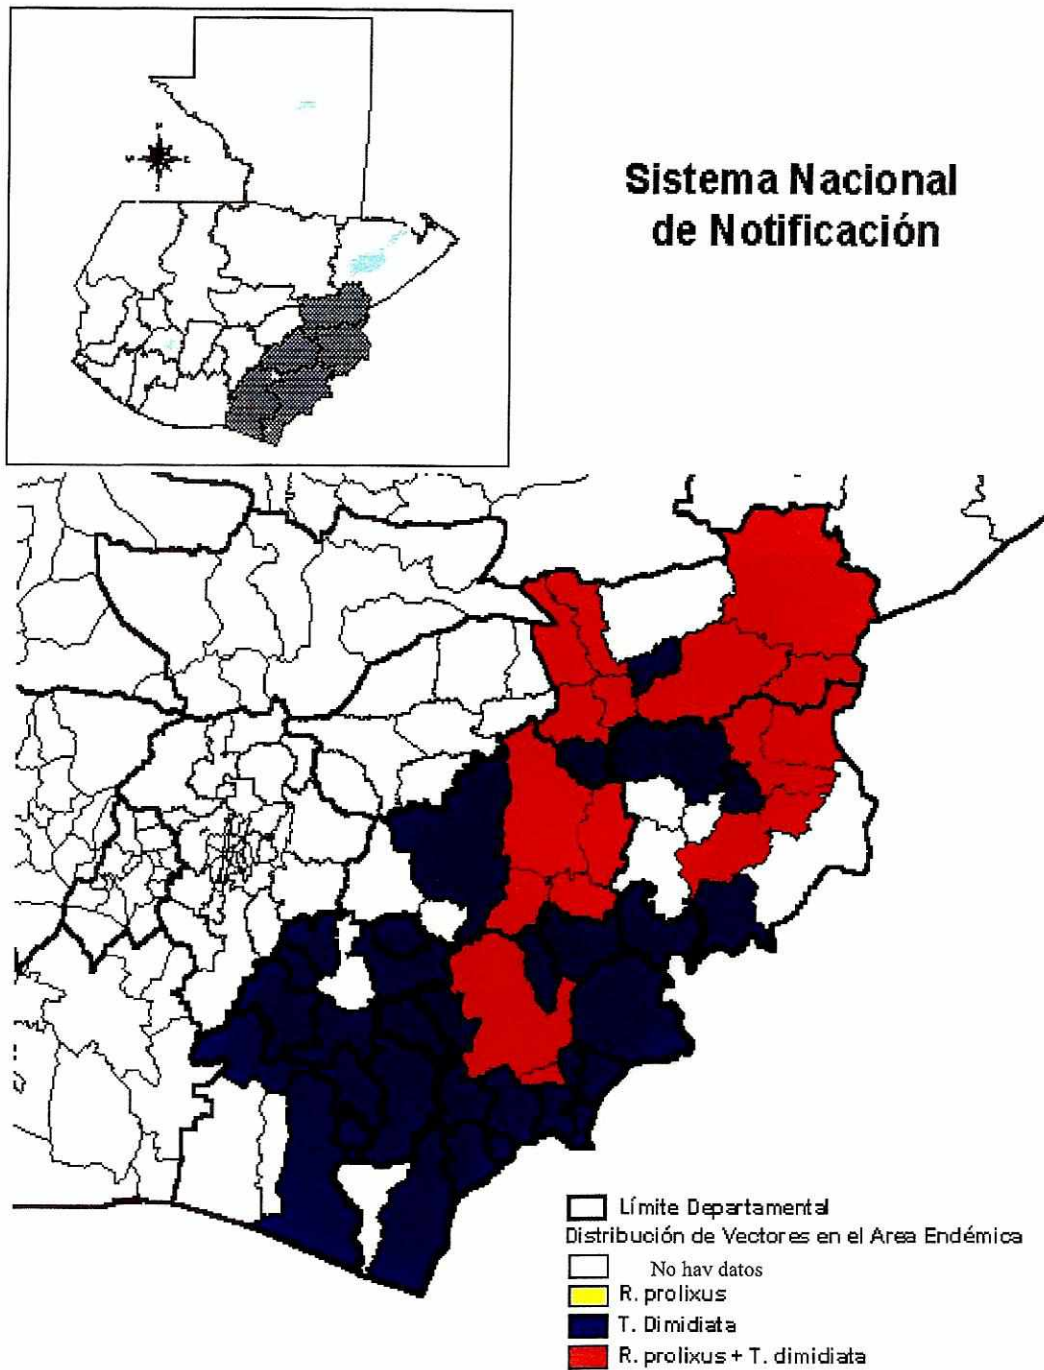 Sistema Nacional
de Notificación
Límite Departamental
Distribución de Vectores en el Area Endémica
No hav datos
R. prolixus
T. Dimidiata
R. prolixus + T. dimidiata